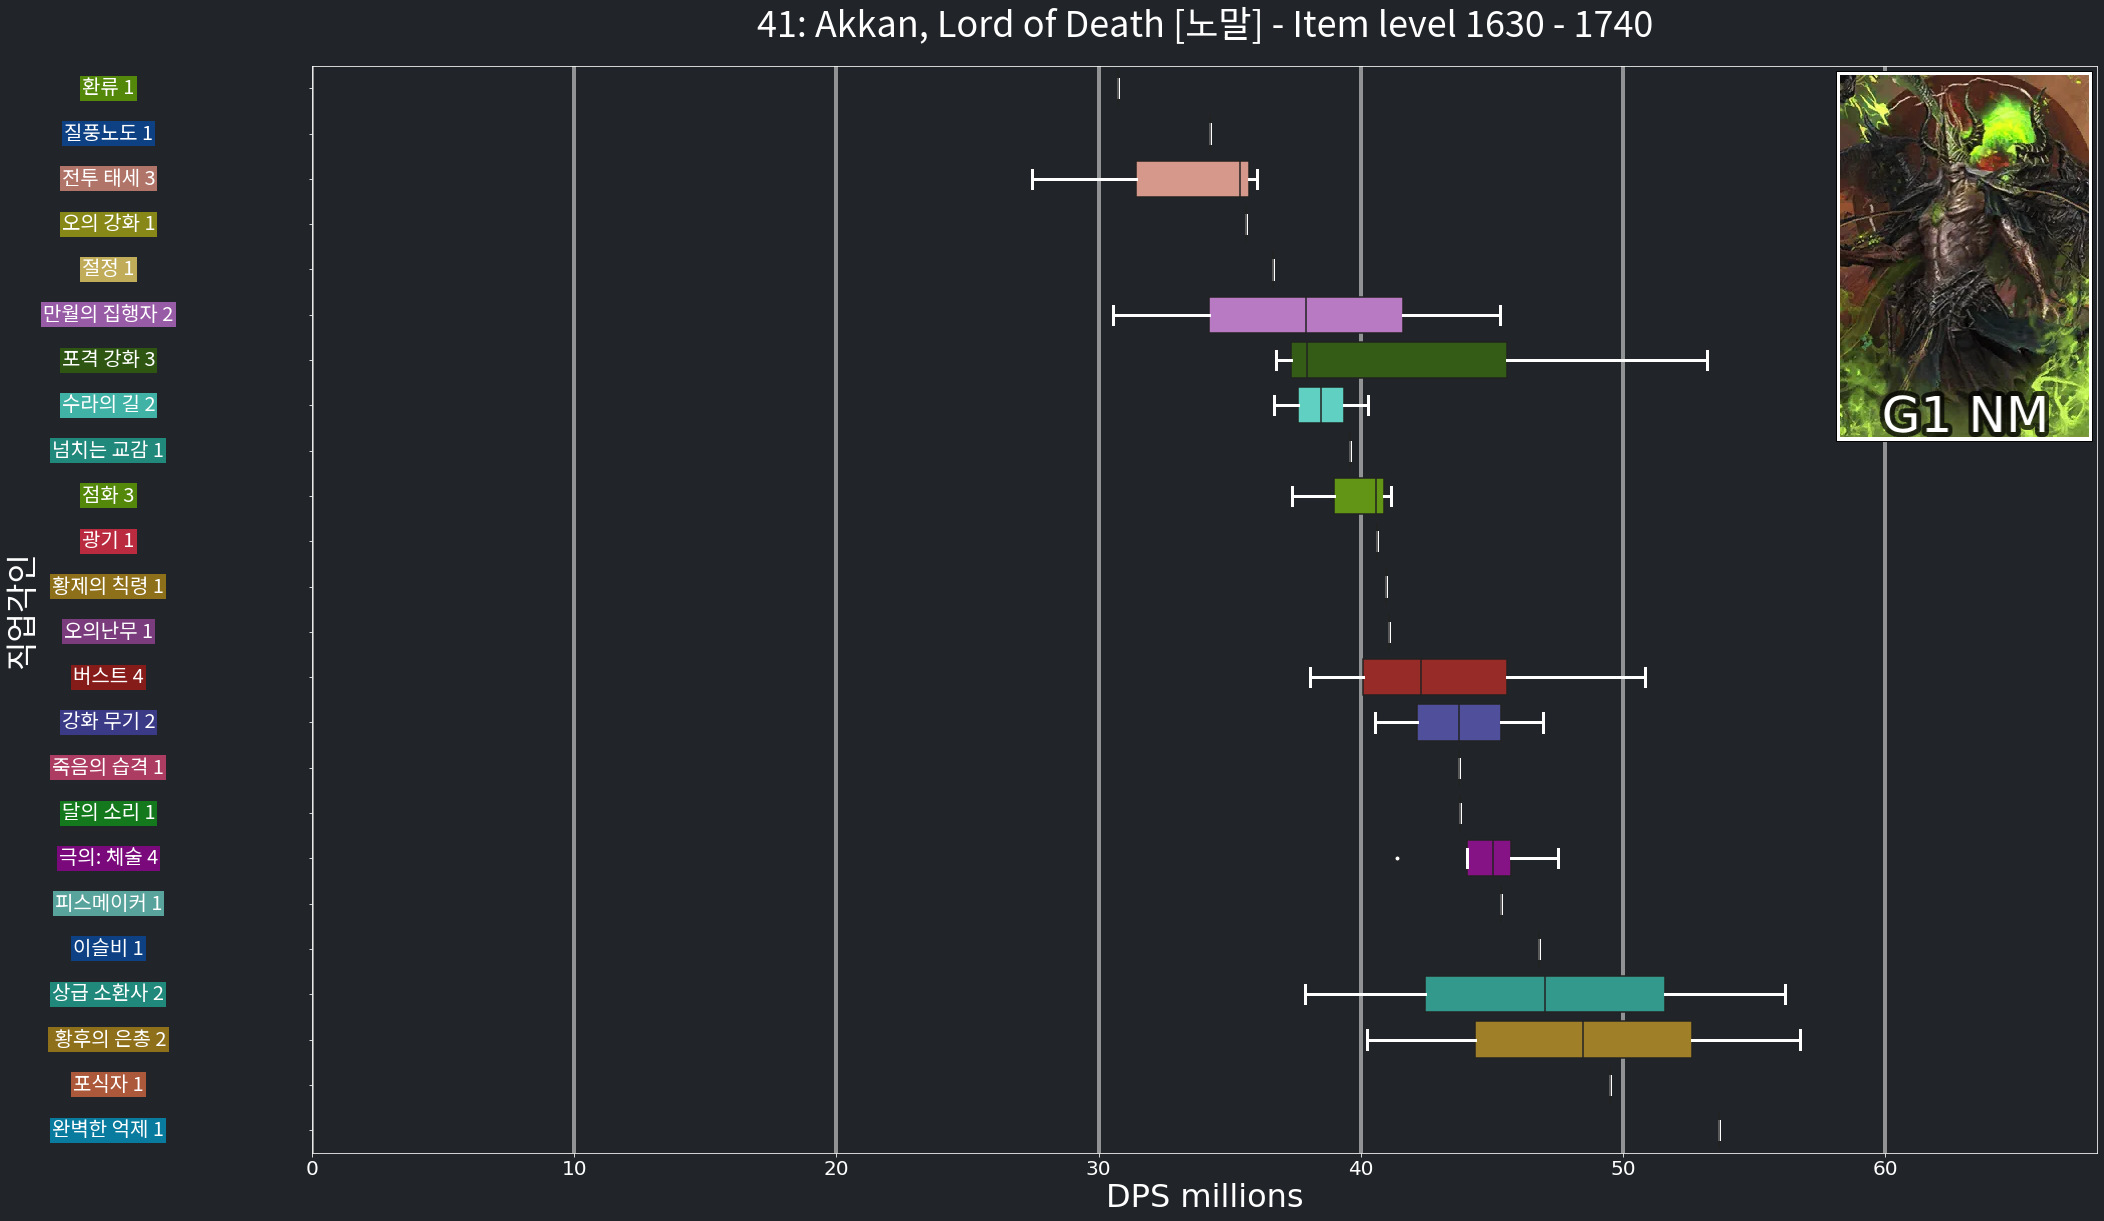 41: Akkan, Lord of Death [노말] - Item level 1630 - 1740
환류 1
질풍노도 1
전투 태세 3
오의 강화 1
절정 1
만월의 집행자 2
포격 강화 3
수라의 길 2
넘치는 교감 1
점화 3
광기 1
황제의 칙령 1
오의난무 1
버스트 4
강화 무기 2
죽음의 습격 1
달의 소리 1
극의: 체술 4
피스메이커 1
이슬비 1
상급 소환사 2
황후의 은총 2
포식자 1
완벽한 억제 1
직업각인
G1 NM
0 10 20 30 40 50 60
DPS millions